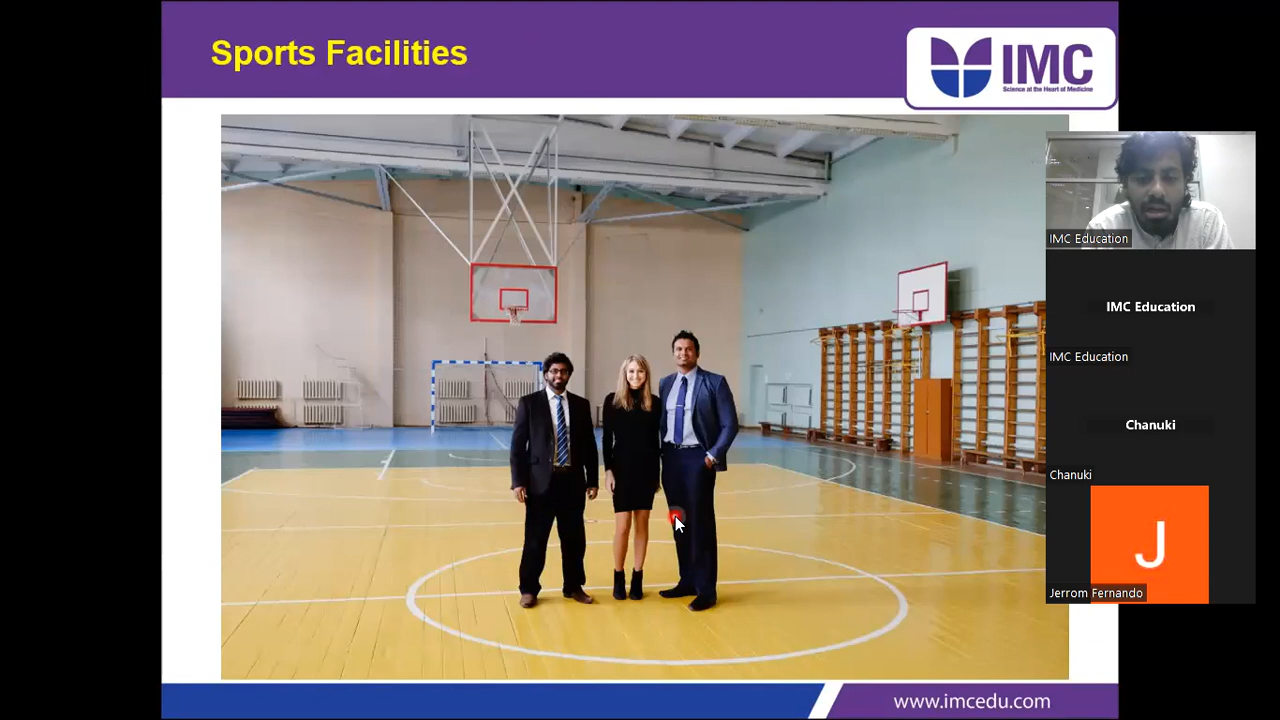 Sports Facilities
IMC
Science at the Heart of Medicine
IMC Education
IMC Education
IMC Education
Chanuki
Chanuki
J
Jerrom Fernando
www.imcedu.com